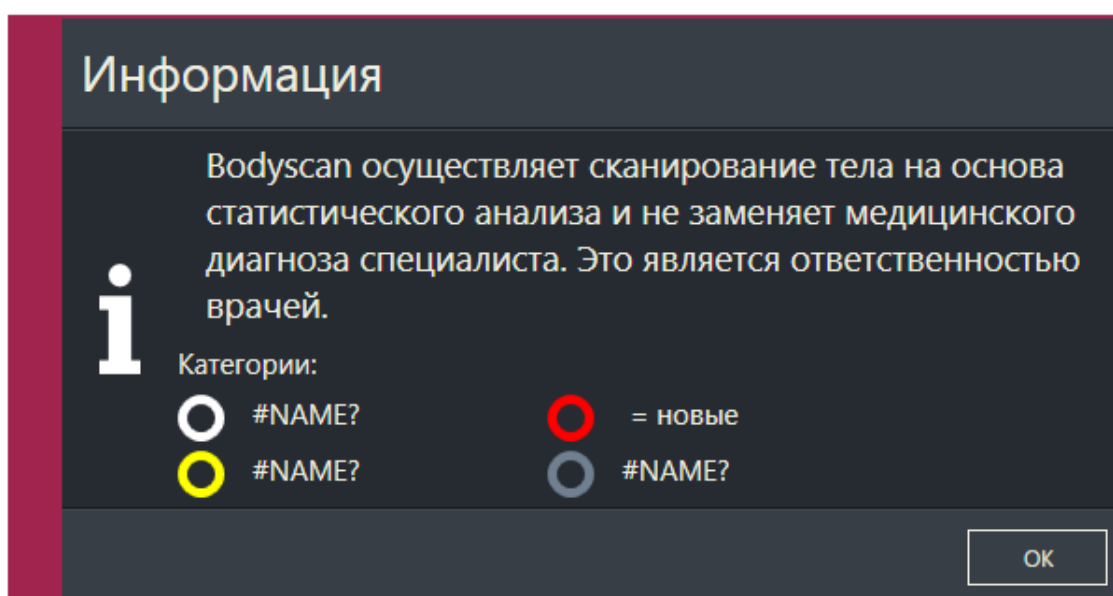 Информация
Bodyscan осуществляет сканирование тела на основа
статистического анализа и не заменяет медицинского
диагноза специалиста. Это является ответственностью
врачей.
Категории:
#NAME? = новые
#NAME? #NAME?
OK